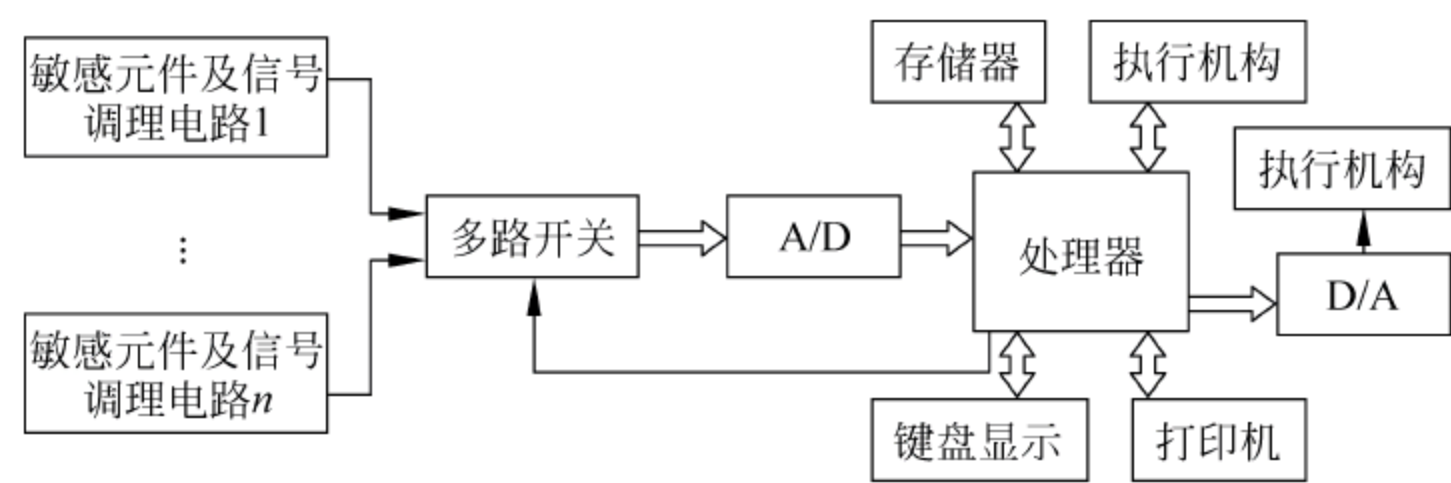 敏感元件及信号
调理电路1
⋮
敏感元件及信号
调理电路n
多路开关
A/D
存储器
执行机构
处理器
执行机构
D/A
键盘显示
打印机